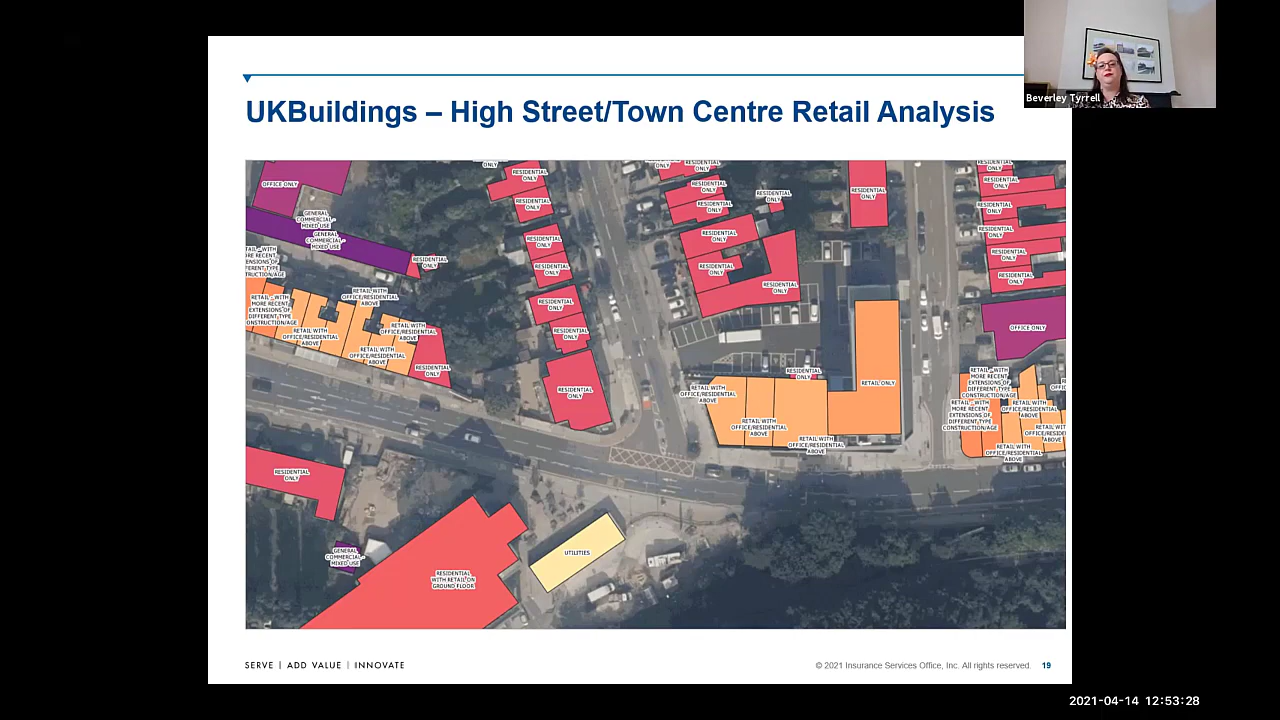 Beverley Tyrrell
UKBuildings – High Street/Town Centre Retail Analysis
ONLY
RESIDENTIAL
ONLY
RESIDENTIAL
ONLY
OFFICE ONLY
RESIDENTIAL
ONLY
RESIDENTIAL
ONLY
RESIDENTIAL
ONLY
RESIDENTIAL
ONLY
RESIDENTIAL
ONLY
RESIDENTIAL
ONLY
RESIDENTIAL
ONLY
RESIDENTIAL
ONLY
GENERAL
COMMERCIAL -
MIXED USE
GENERAL
COMMERCIAL -
MIXED USE
RESIDENTIAL
ONLY
RESIDENTIAL
ONLY
RESIDENTIAL
ONLY
RESIDENTIAL
ONLY
RESIDENTIAL
ONLY
RESIDENTIAL
ONLY
RESIDENTIAL
ONLY
RESIDENTIAL
ONLY
RESIDENTIAL
ONLY
RESIDENTIAL
ONLY
RETAIL - WITH
MORE RECENT
EXTENSIONS OF
DIFFERENT TYPE
CONSTRUCTION/AGE
RETAIL WITH
OFFICE/RESIDENTIAL
ABOVE
RETAIL WITH
OFFICE/RESIDENTIAL
ABOVE
RETAIL WITH
OFFICE/RESIDENTIAL
ABOVE
RETAIL WITH
OFFICE/RESIDENTIAL
ABOVE
RESIDENTIAL
ONLY
RESIDENTIAL
ONLY
RESIDENTIAL
ONLY
RESIDENTIAL
ONLY
OFFICE ONLY
RESIDENTIAL
ONLY
RETAIL ONLY
RETAIL WITH
OFFICE/RESIDENTIAL
ABOVE
RETAIL WITH
OFFICE/RESIDENTIAL
ABOVE
RETAIL WITH
OFFICE/RESIDENTIAL
ABOVE
RETAIL - WITH
MORE RECENT
EXTENSIONS OF
DIFFERENT TYPE
CONSTRUCTION/AGE
RETAIL - WITH
MORE RECENT
EXTENSIONS OF
DIFFERENT TYPE
CONSTRUCTION/AGE
RETAIL WITH
OFFICE/RESIDENTIAL
ABOVE
RETAIL WITH
OFFICE/RESIDENTIAL
ABOVE
RESIDENTIAL
ONLY
GENERAL
COMMERCIAL -
MIXED USE
RESIDENTIAL
WITH RETAIL ON
GROUND FLOOR
UTILITIES
SERVE | ADD VALUE | INNOVATE
© 2021 Insurance Services Office, Inc. All rights reserved. 19
2021-04-14 12:53:28